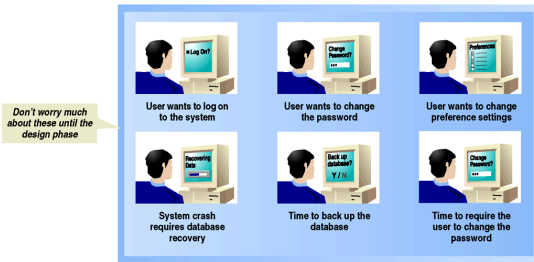 Log On?
Change
Password?
Preferences
User wants to log on
to the system
User wants to change
the password
User wants to change
preference settings
Don't worry much
about these until the
design phase
Recovering
Data
Back up
database?
Y / N
Change
Password?
System crash
requires database
recovery
Time to back up the
database
Time to require the
user to change the
password